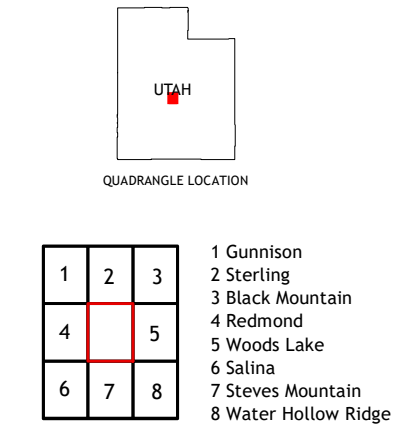 UTAH
QUADRANGLE LOCATION
1 2 3
4 5
6 7 8
1 Gunnison
2 Sterling
3 Black Mountain
4 Redmond
5 Woods Lake
6 Salina
7 Steves Mountain
8 Water Hollow Ridge